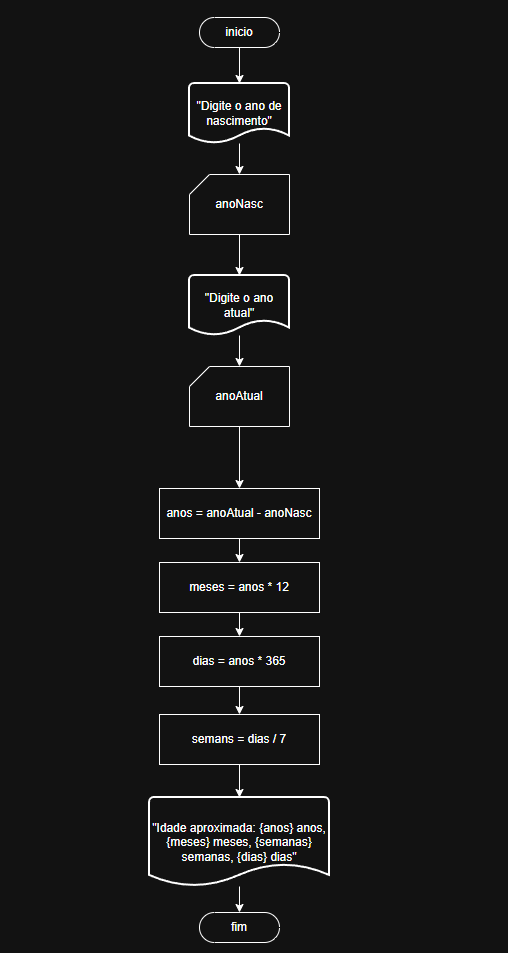 inicio
"Digite o ano de
nascimento"
anoNasc
"Digite o ano
atual"
anoAtual
anos = anoAtual - anoNasc
meses = anos * 12
dias = anos * 365
semans = dias / 7
"Idade aproximada: {anos} anos,
{meses} meses, {semanas}
semanas, {dias} dias"
fim